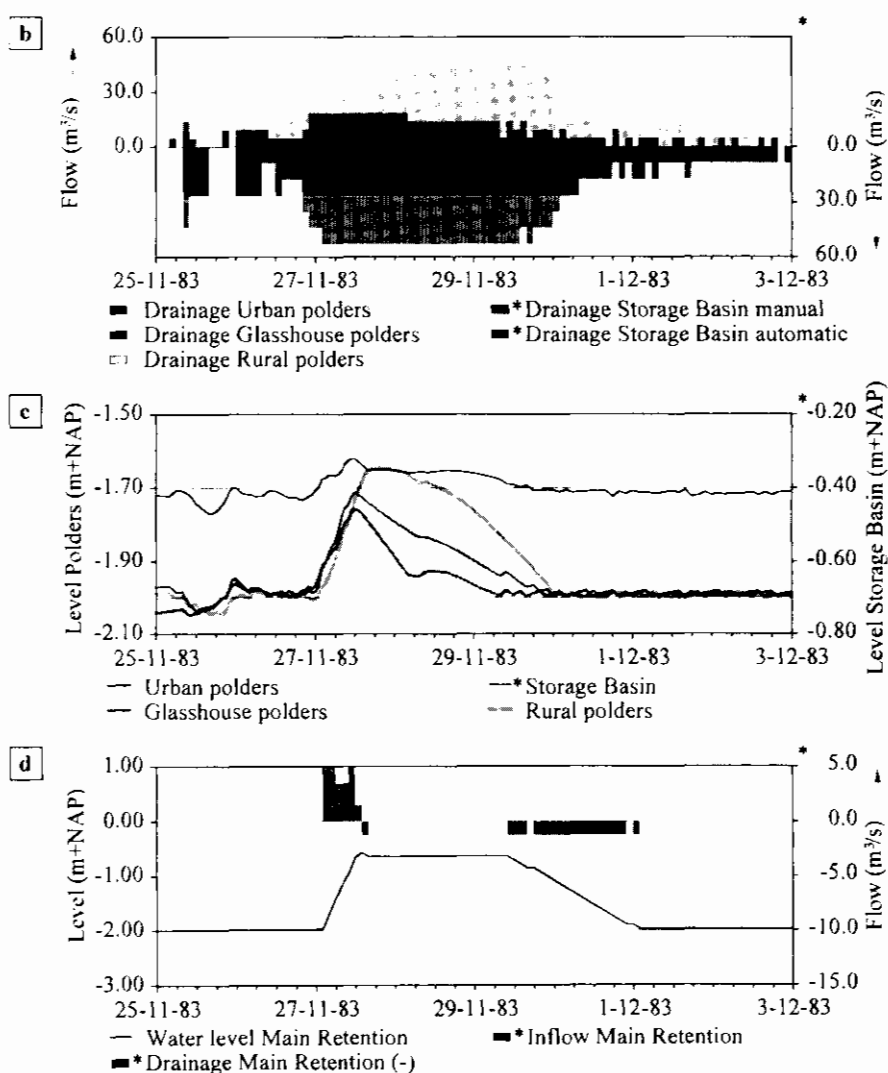 b
*
60.0
30.0
0.0
Flow (m³/s)
0.0
30.0
60.0
Flow (m³/s)
25-11-83 27-11-83 29-11-83 1-12-83 3-12-83
Drainage Urban polders
*Drainage Storage Basin manual
Drainage Glasshouse polders
*Drainage Storage Basin automatic
Drainage Rural polders
c
*
-1.50
-1.70
-1.90
-2.10
Level Polders (m+NAP)
-0.20
-0.40
-0.60
-0.80
Level Storage Basin (m+NAP)
25-11-83 27-11-83 29-11-83 1-12-83 3-12-83
Urban polders
*Storage Basin
Glasshouse polders
Rural polders
d
*
1.00
0.00
-1.00
-2.00
-3.00
Level (m+NAP)
5.0
0.0
-5.0
-10.0
-15.0
Flow (m³/s)
25-11-83 27-11-83 29-11-83 1-12-83 3-12-83
Water level Main Retention
*Inflow Main Retention
*Drainage Main Retention (-)